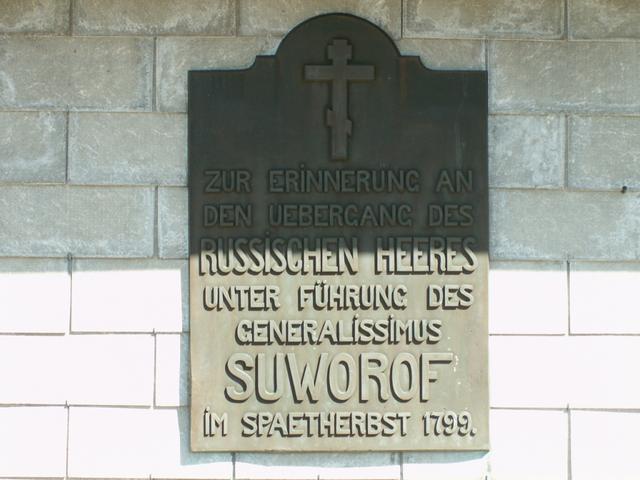 ZUR ERINNERUNG AN
DEN UEBERGANG DES
RUSSISCHEN HEERES
UNTER FÜHRUNG DES
GENERALISSIMUS
SUWOROF
IM SPAETHERBST 1799.